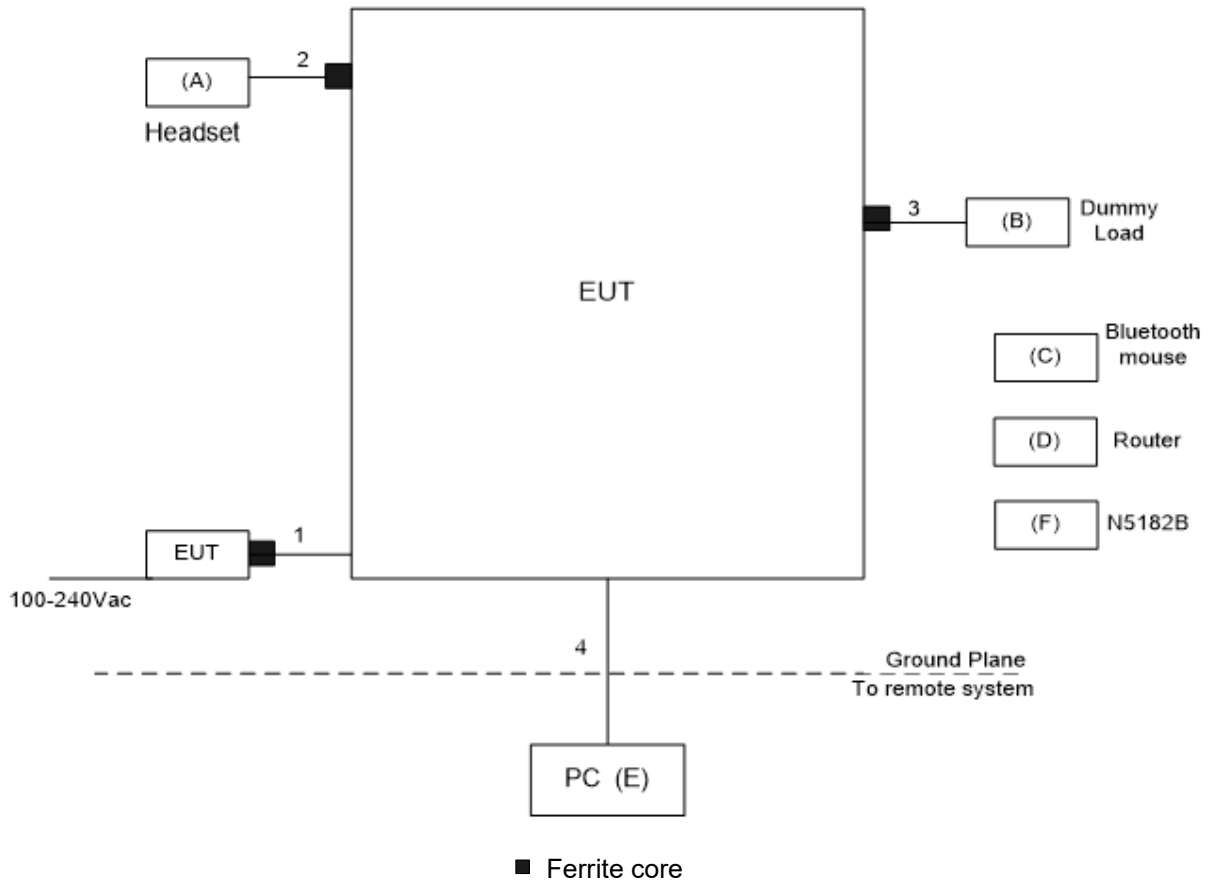 2
(A)
Headset
3
(B)
Dummy
Load
EUT
Bluetooth
mouse
(C)
(D)
Router
(F)
N5182B
1
EUT
100-240Vac
4
Ground Plane
To remote system
PC (E)
Ferrite core